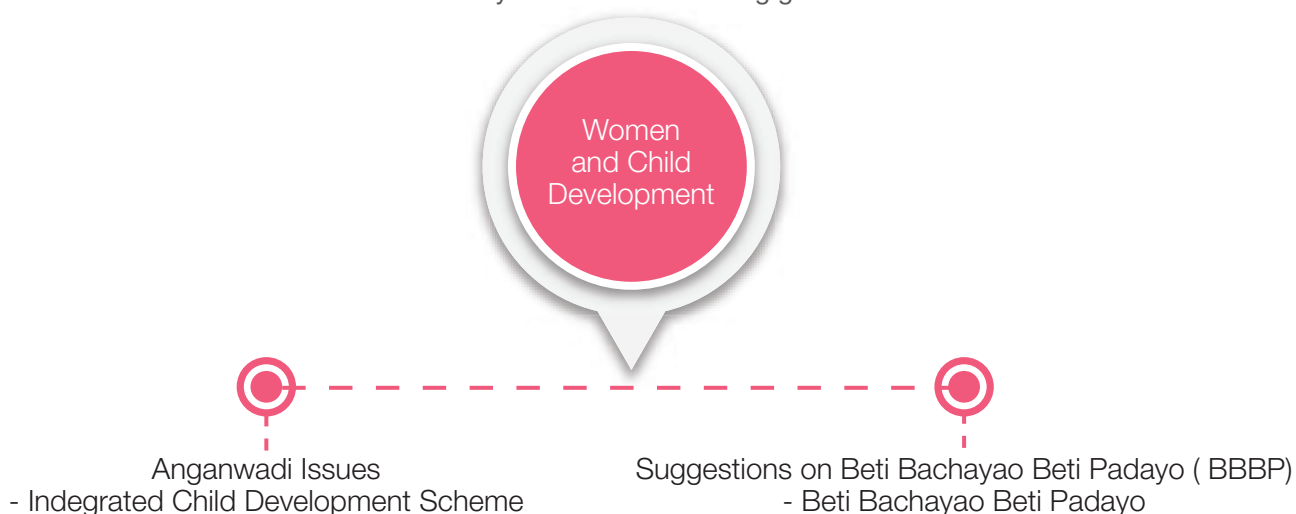 Women
and Child
Development
Anganwadi Issues
- Indegrated Child Development Scheme
Suggestions on Beti Bachayao Beti Padayo ( BBBP)
- Beti Bachayao Beti Padayo